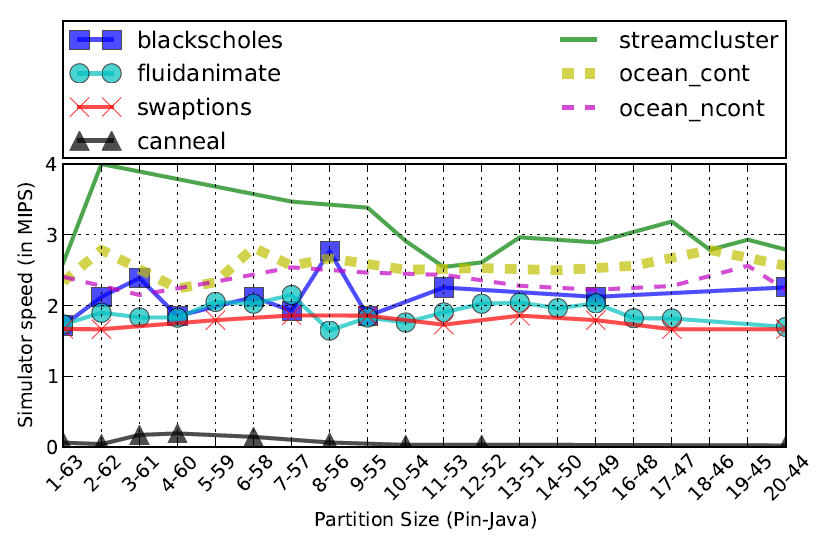 blackscholes
fluidanimate
swaptions
canneal
streamcluster
ocean_cont
ocean_ncont
Simulator speed (in MIPS)
4
3
2
1
0
1-63
2-62
3-61
4-60
5-59
6-58
7-57
8-56
9-55
10-54
11-53
12-52
13-51
14-50
15-49
16-48
17-47
18-46
19-45
20-44
Partition Size (Pin-Java)